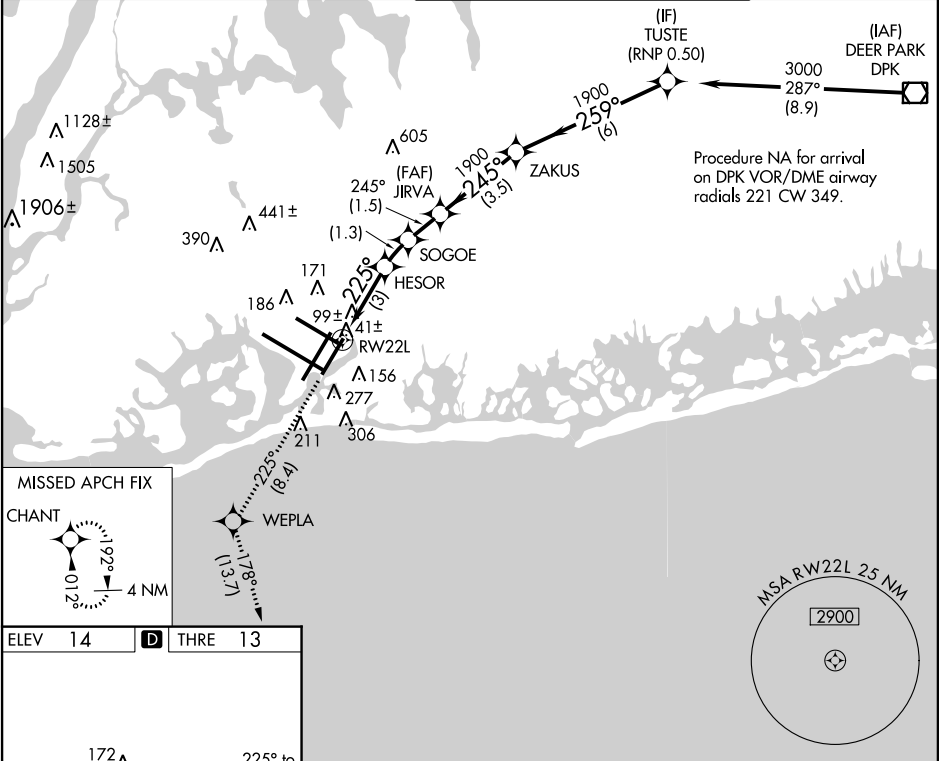 (IF)
TUSTE
(RNP 0.50)
(IAF)
DEER PARK
DPK
3000
287°
(8.9)
1900
259°
(6)
1128±
1505
1906±
605
441±
390
(FAF)
JIRVA
1900
245°
(3.5)
ZAKUS
Procedure NA for arrival
on DPK VOR/DME airway
radials 221 CW 349.
245°
(1.5)
(1.3)
SOGOE
HESOR
225°
(3)
171
186
99±
41±
RW22L
156
277
211
306
225°
(8.4)
WEPLA
178°
(13.7)
MISSED APCH FIX
CHANT
192°
012°
4 NM
MSA RW22L 25 NM
2900
ELEV 14 D THRE 13
172
225° to